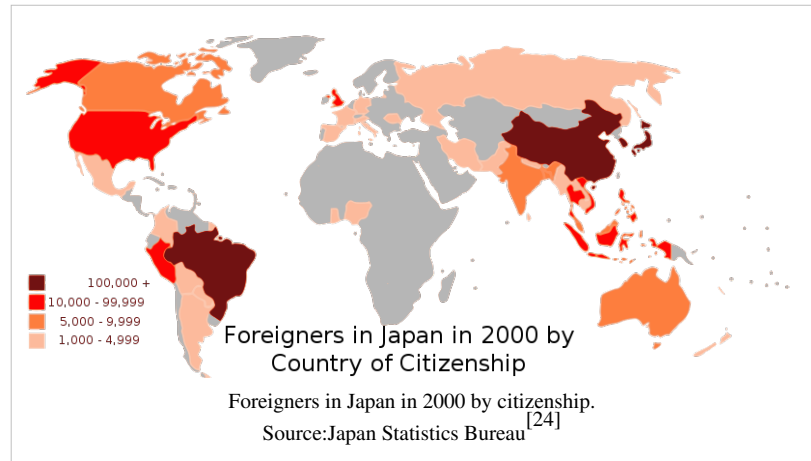 100,000 +
10,000 - 99,999
5,000 - 9,999
1,000 - 4,999
Foreigners in Japan in 2000 by
Country of Citizenship
Foreigners in Japan in 2000 by citizenship.
Source:Japan Statistics Bureau[24]